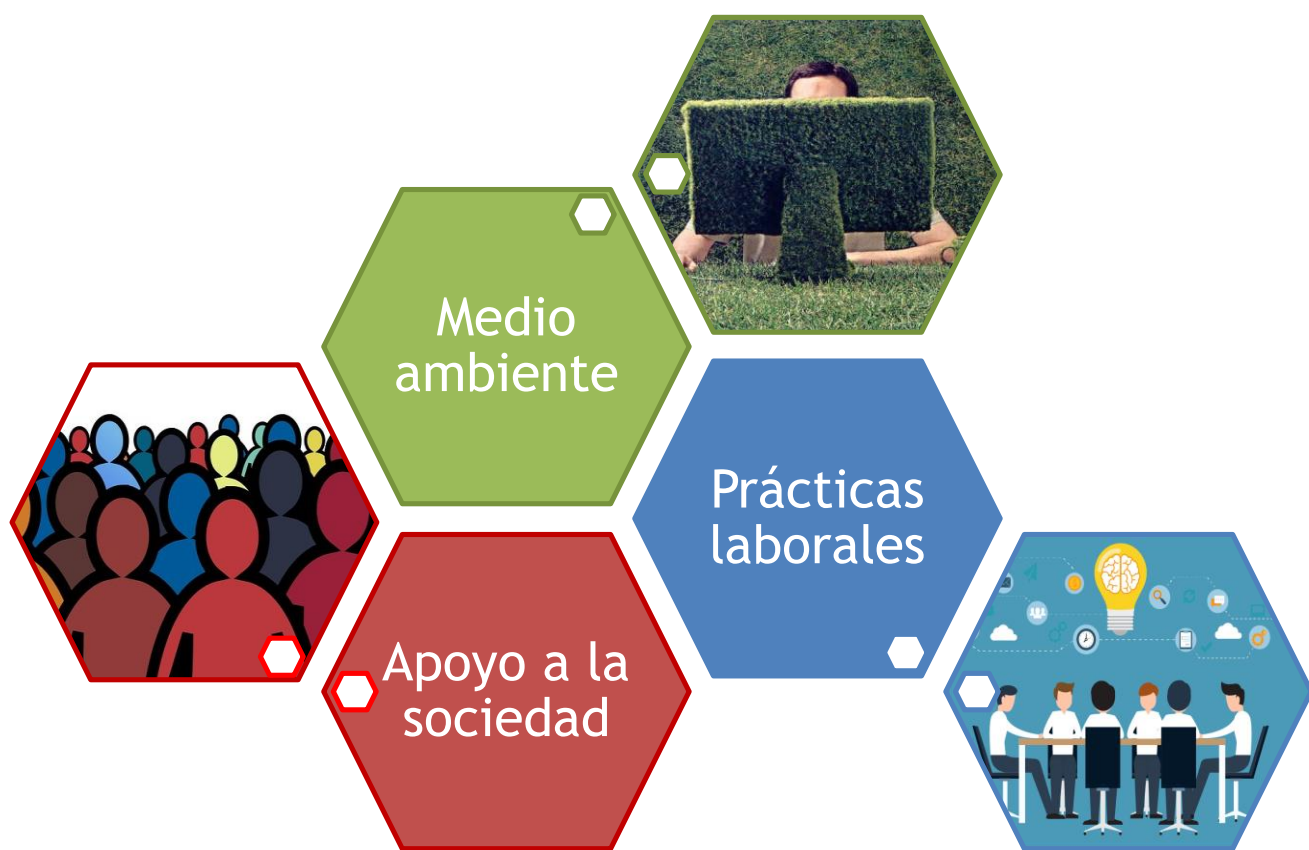 Medio
ambiente
Prácticas
laborales
Apoyo a la
sociedad